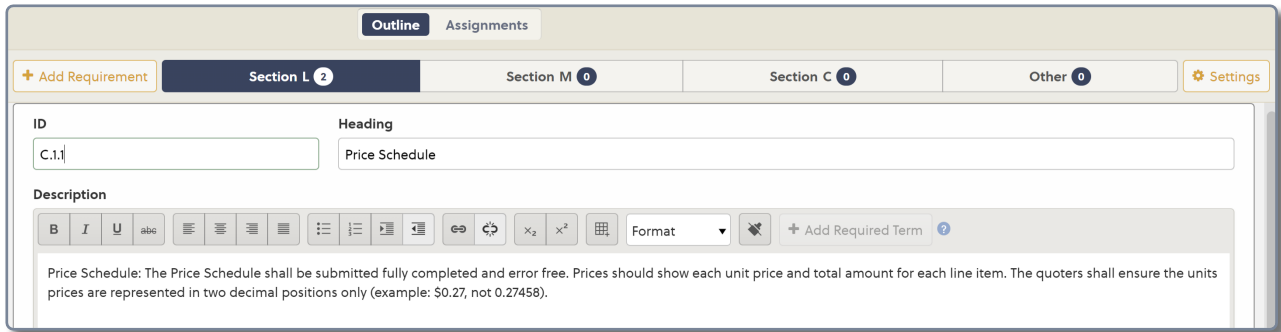 Outline Assignments
+ Add Requirement Section L 2 Section M 0 Section C 0 Other 0 Settings
ID Heading
C.1.1 Price Schedule
Description
B I U abc x₂ x² Format + Add Required Term ?
Price Schedule: The Price Schedule shall be submitted fully completed and error free. Prices should show each unit price and total amount for each line item. The quoters shall ensure the units
prices are represented in two decimal positions only (example: $0.27, not 0.27458).